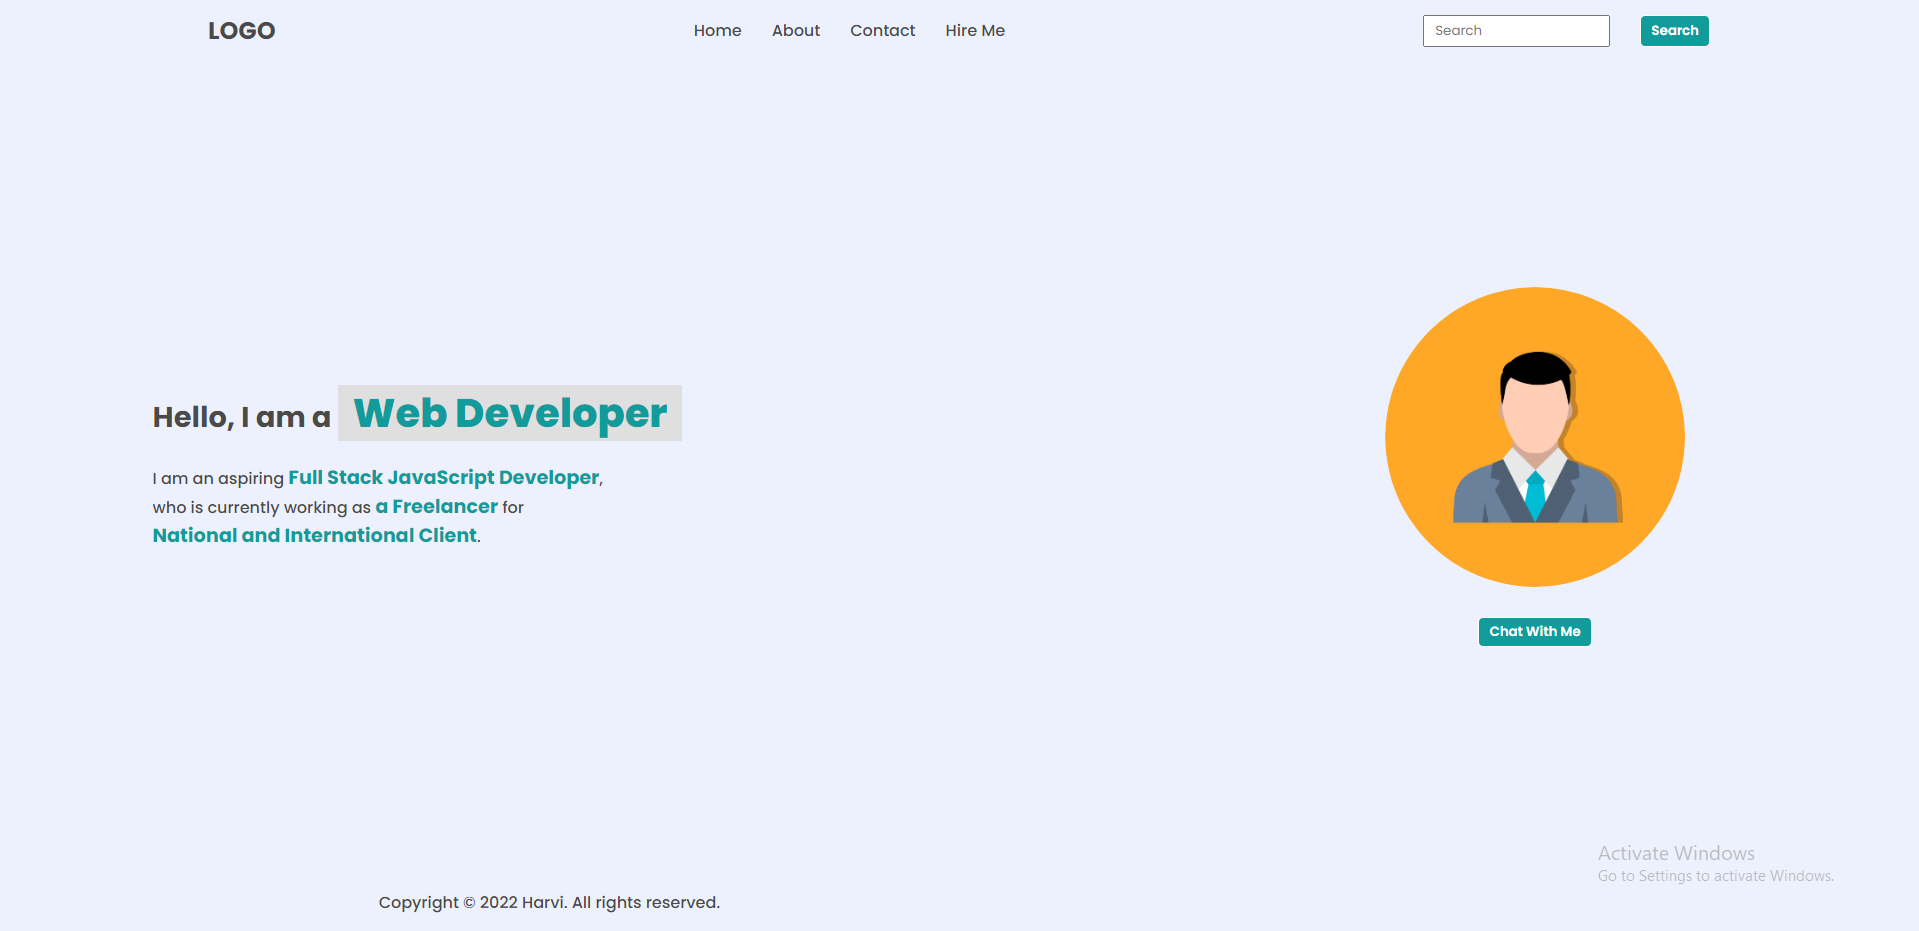 LOGO
Home About Contact Hire Me
Search Search
Hello, I am a Web Developer
I am an aspiring Full Stack JavaScript Developer,
who is currently working as a Freelancer for
National and International Client.
Chat With Me
Activate Windows
Go to Settings to activate Windows.
Copyright © 2022 Harvi. All rights reserved.